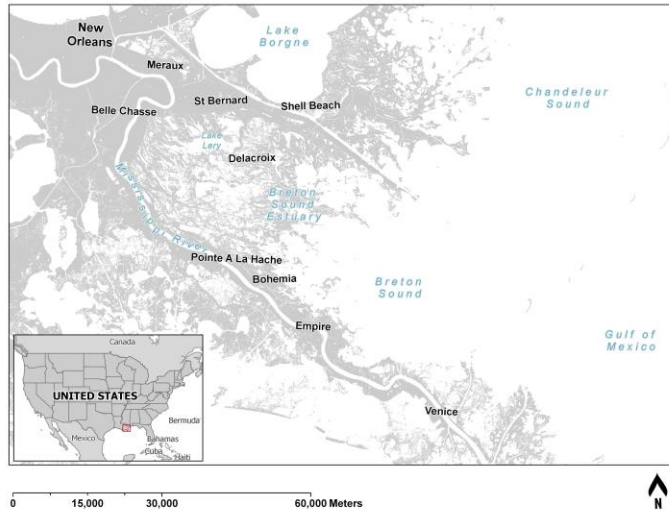 New
Orleans
Lake
Borgne
Meraux
Chandeleur
Sound
Belle Chasse
St Bernard
Shell Beach
Lake
Lery
Delacroix
Mississippi River
Breton
Sound
Estuary
Pointe A La Hache
Bohemia
Breton
Sound
Empire
Gulf of
Mexico
Venice
Canada
UNITED STATES
Bermuda
Mexico
Bahamas
Cuba
Haiti
0 15,000 30,000 60,000 Meters
N